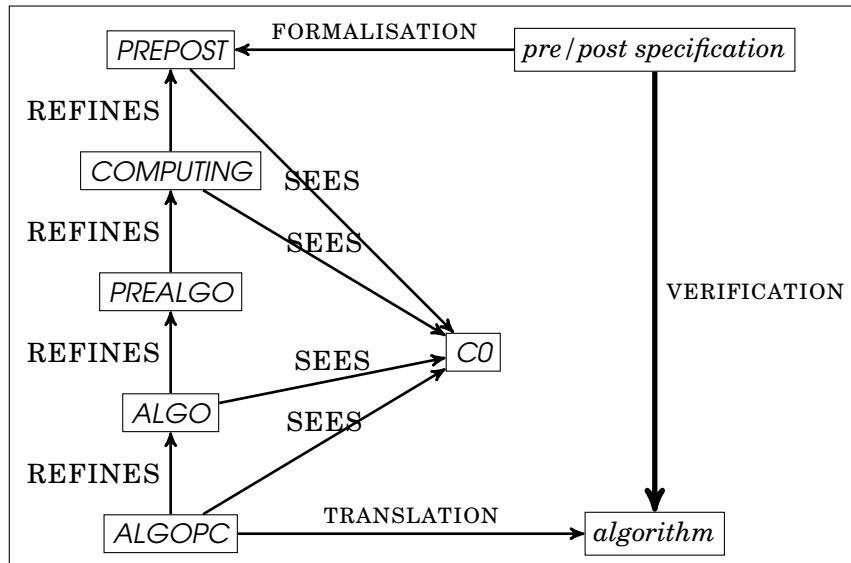 PREPOST
FORMALISATION
pre/post specification
REFINES
COMPUTING
SEES
REFINES
SEES
PREALGO
VERIFICATION
REFINES
SEES
C0
ALGO
SEES
REFINES
ALGOPC
TRANSLATION
algorithm